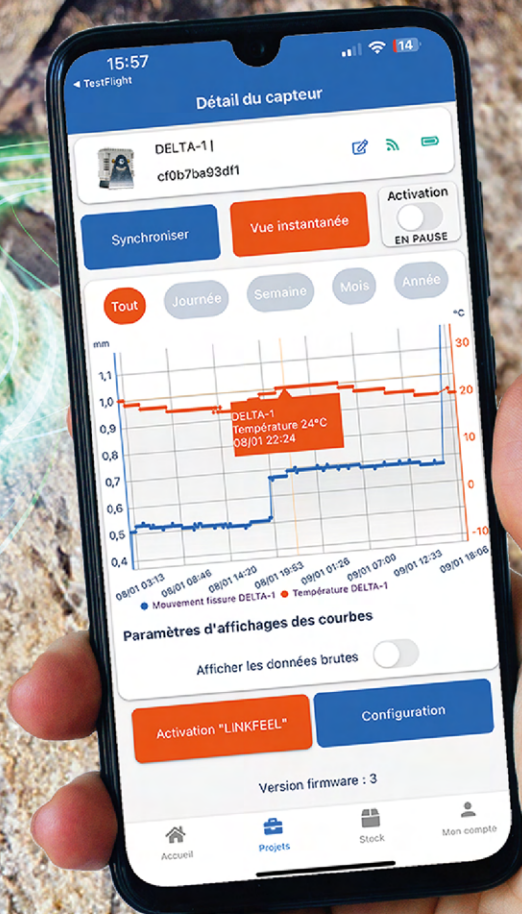 15:57
14
TestFlight
Détail du capteur
DELTA-1 |
cf0b7ba93df1
Synchroniser
Vue instantanée
Activation
EN PAUSE
Tout
Journée
Semaine
Mois
Année
mm
°C
1,1
1,0
0,9
0,8
0,7
0,6
0,5
0,4
30
20
10
0
-10
DELTA-1
Température 24°C
08/01 22:24
08/01 03:13
08/01 08:46
08/01 14:20
08/01 19:53
09/01 01:26
09/01 07:00
09/01 12:33
09/01 18:06
Mouvement fissure DELTA-1
Température DELTA-1
Paramètres d'affichages des courbes
Afficher les données brutes
Activation "LiNKFEEL"
Configuration
Version firmware : 3
Accueil
Projets
Stock
Mon compte